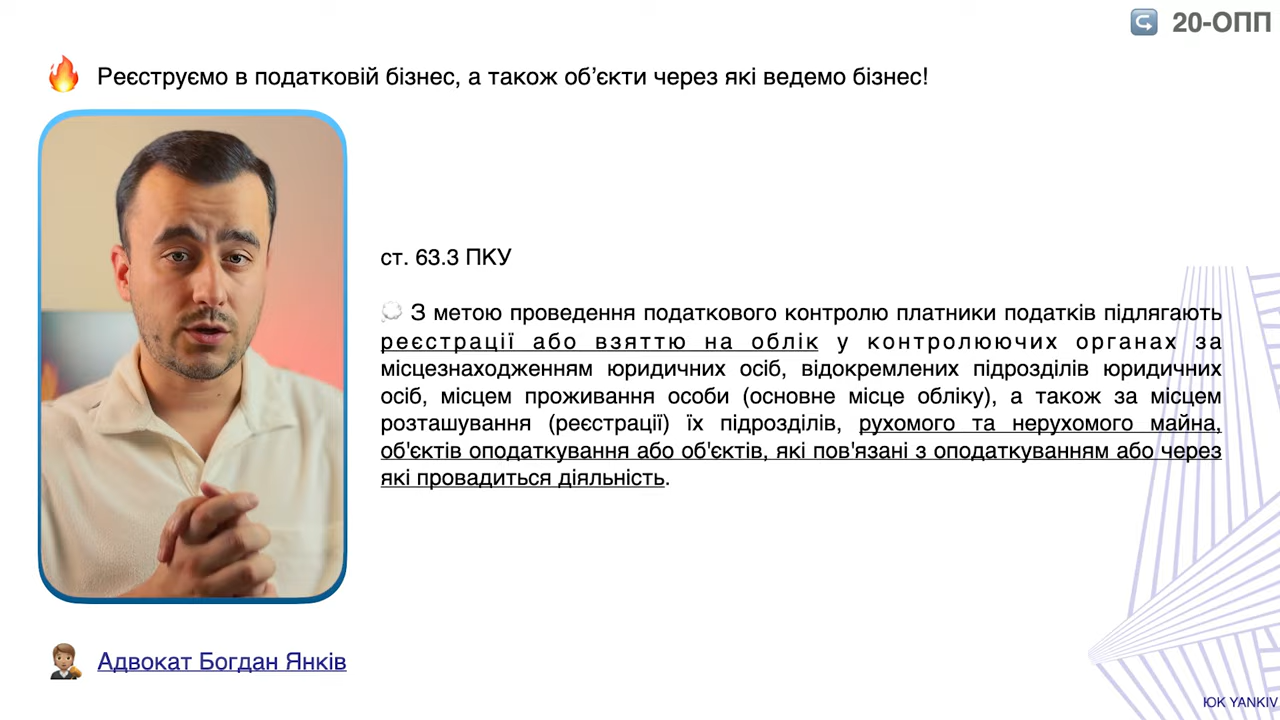 20-ОПП
Реєструємо в податковій бізнес, а також об’єкти через які ведемо бізнес!
ст. 63.3 ПКУ
З метою проведення податкового контролю платники податків підлягають
реєстрації або взяттю на облік у контролюючих органах за
місцезнаходженням юридичних осіб, відокремлених підрозділів юридичних
осіб, місцем проживання особи (основне місце обліку), а також за місцем
розташування (реєстрації) їх підрозділів, рухомого та нерухомого майна,
об'єктів оподаткування або об'єктів, які пов'язані з оподаткуванням або через
які провадиться діяльність.
Адвокат Богдан Янків
ЮК YANKIV